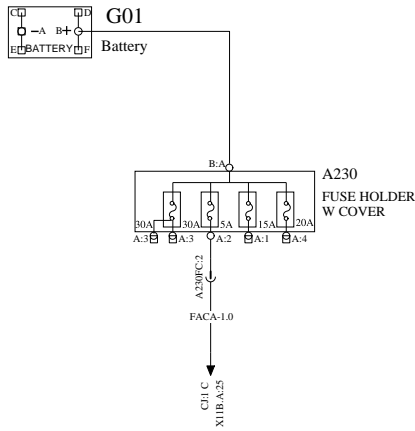 G01
C
D
-A
B+
E
BATTERY
F
Battery
B:A
A230
FUSE HOLDER
W COVER
30A
30A
5A
15A
20A
A:3
A:3
A:2
A:1
A:4
A230FC:2
FACA-1.0
CJ:1 C
X11B.A:25